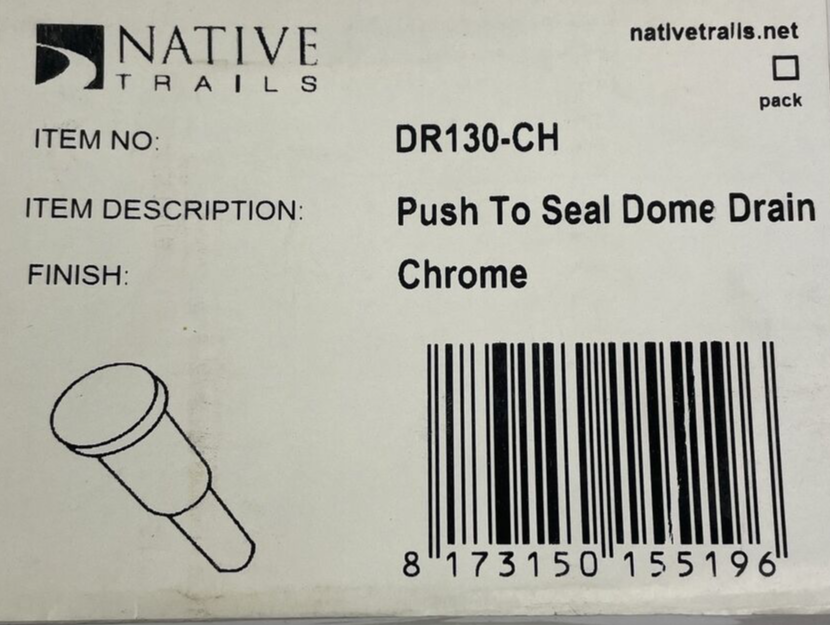 NATIVE
TRAILS
nativetrails.net
pack
ITEM NO: DR130-CH
ITEM DESCRIPTION: Push To Seal Dome Drain
FINISH: Chrome
8 173150 155196